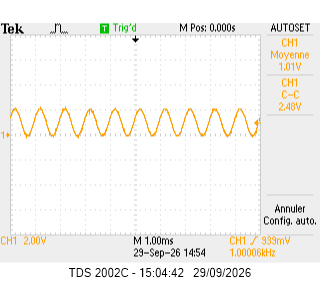 Tek T Trig'd M Pos: 0.000s AUTOSET
CH1
Moyenne
1.01V
CH1
C-C
2.48V
1
Annuler
Config. auto.
CH1 2.00V M 1.00ms CH1 / 939mV
29-Sep-26 14:54 1.00006kHz
TDS 2002C - 15:04:42 29/09/2026